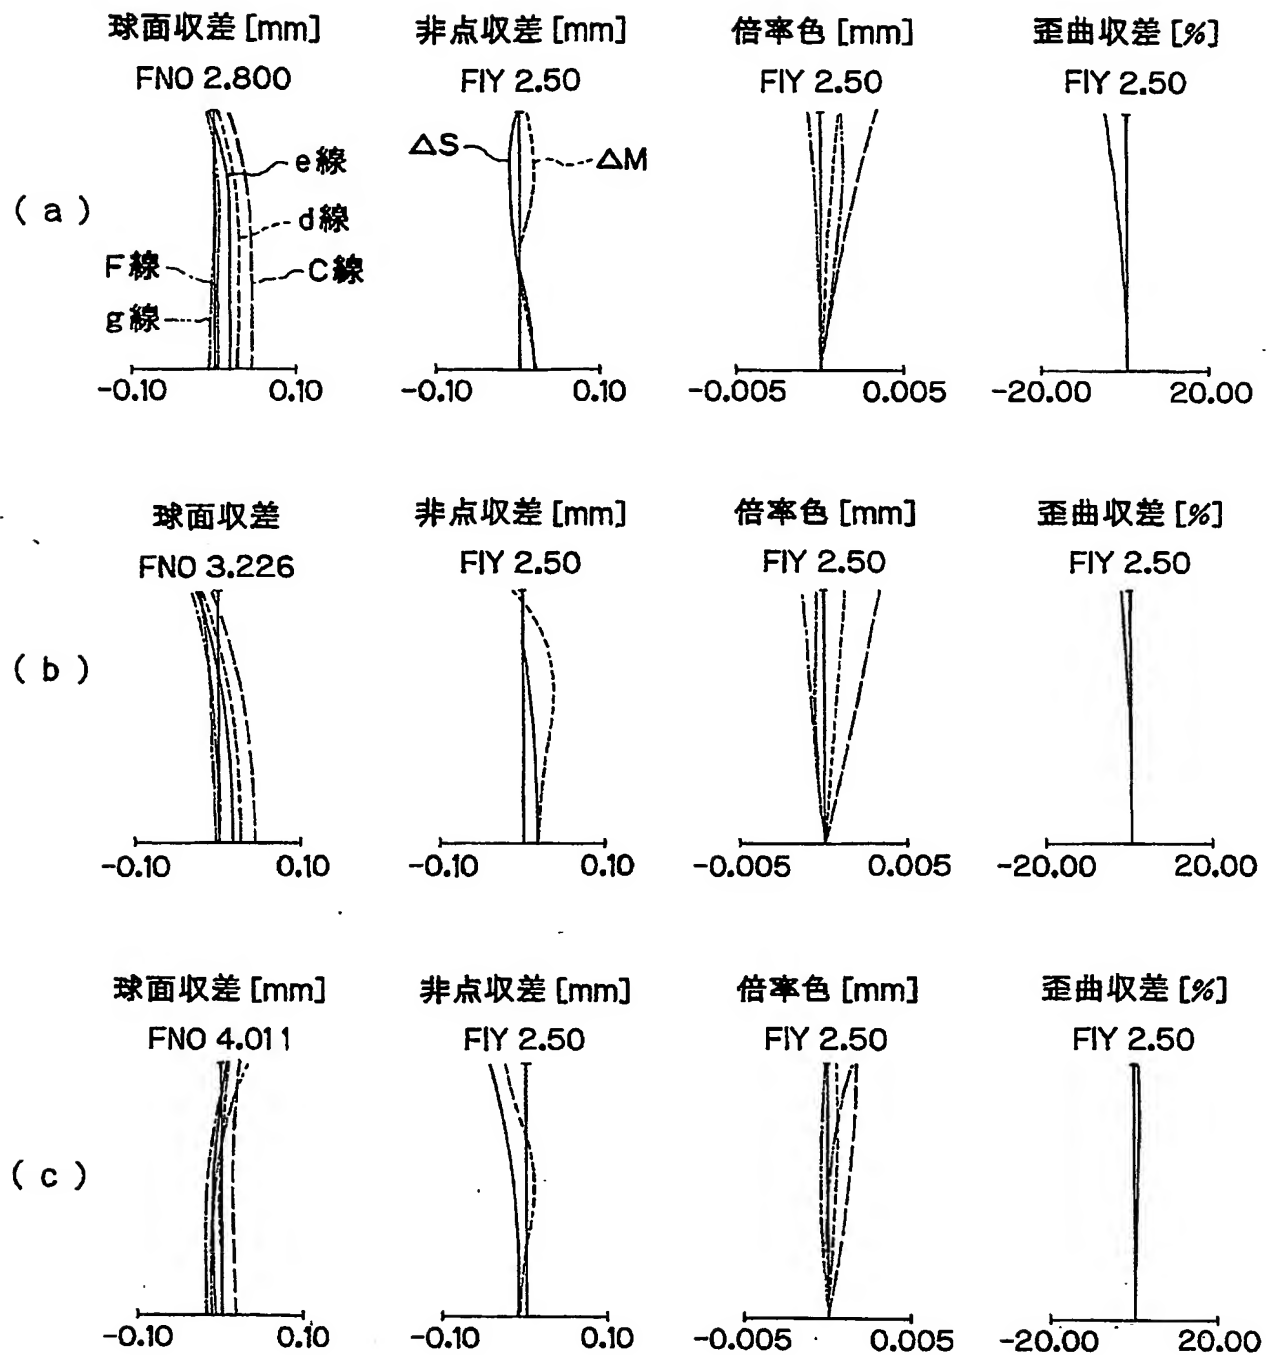 球面収差[mm] 非点収差[mm] 倍率色[mm] 歪曲収差[%]
FNO 2.800 FIY 2.50 FIY 2.50 FIY 2.50
(a)
△S
△M
e線
d線
F線
C線
g線
-0.10 0.10 -0.10 0.10 -0.005 0.005 -20.00 20.00
球面収差 非点収差[mm] 倍率色[mm] 歪曲収差[%]
FNO 3.226 FIY 2.50 FIY 2.50 FIY 2.50
(b)
-0.10 0.10 -0.10 0.10 -0.005 0.005 -20.00 20.00
球面収差[mm] 非点収差[mm] 倍率色[mm] 歪曲収差[%]
FNO 4.011 FIY 2.50 FIY 2.50 FIY 2.50
(c)
-0.10 0.10 -0.10 0.10 -0.005 0.005 -20.00 20.00